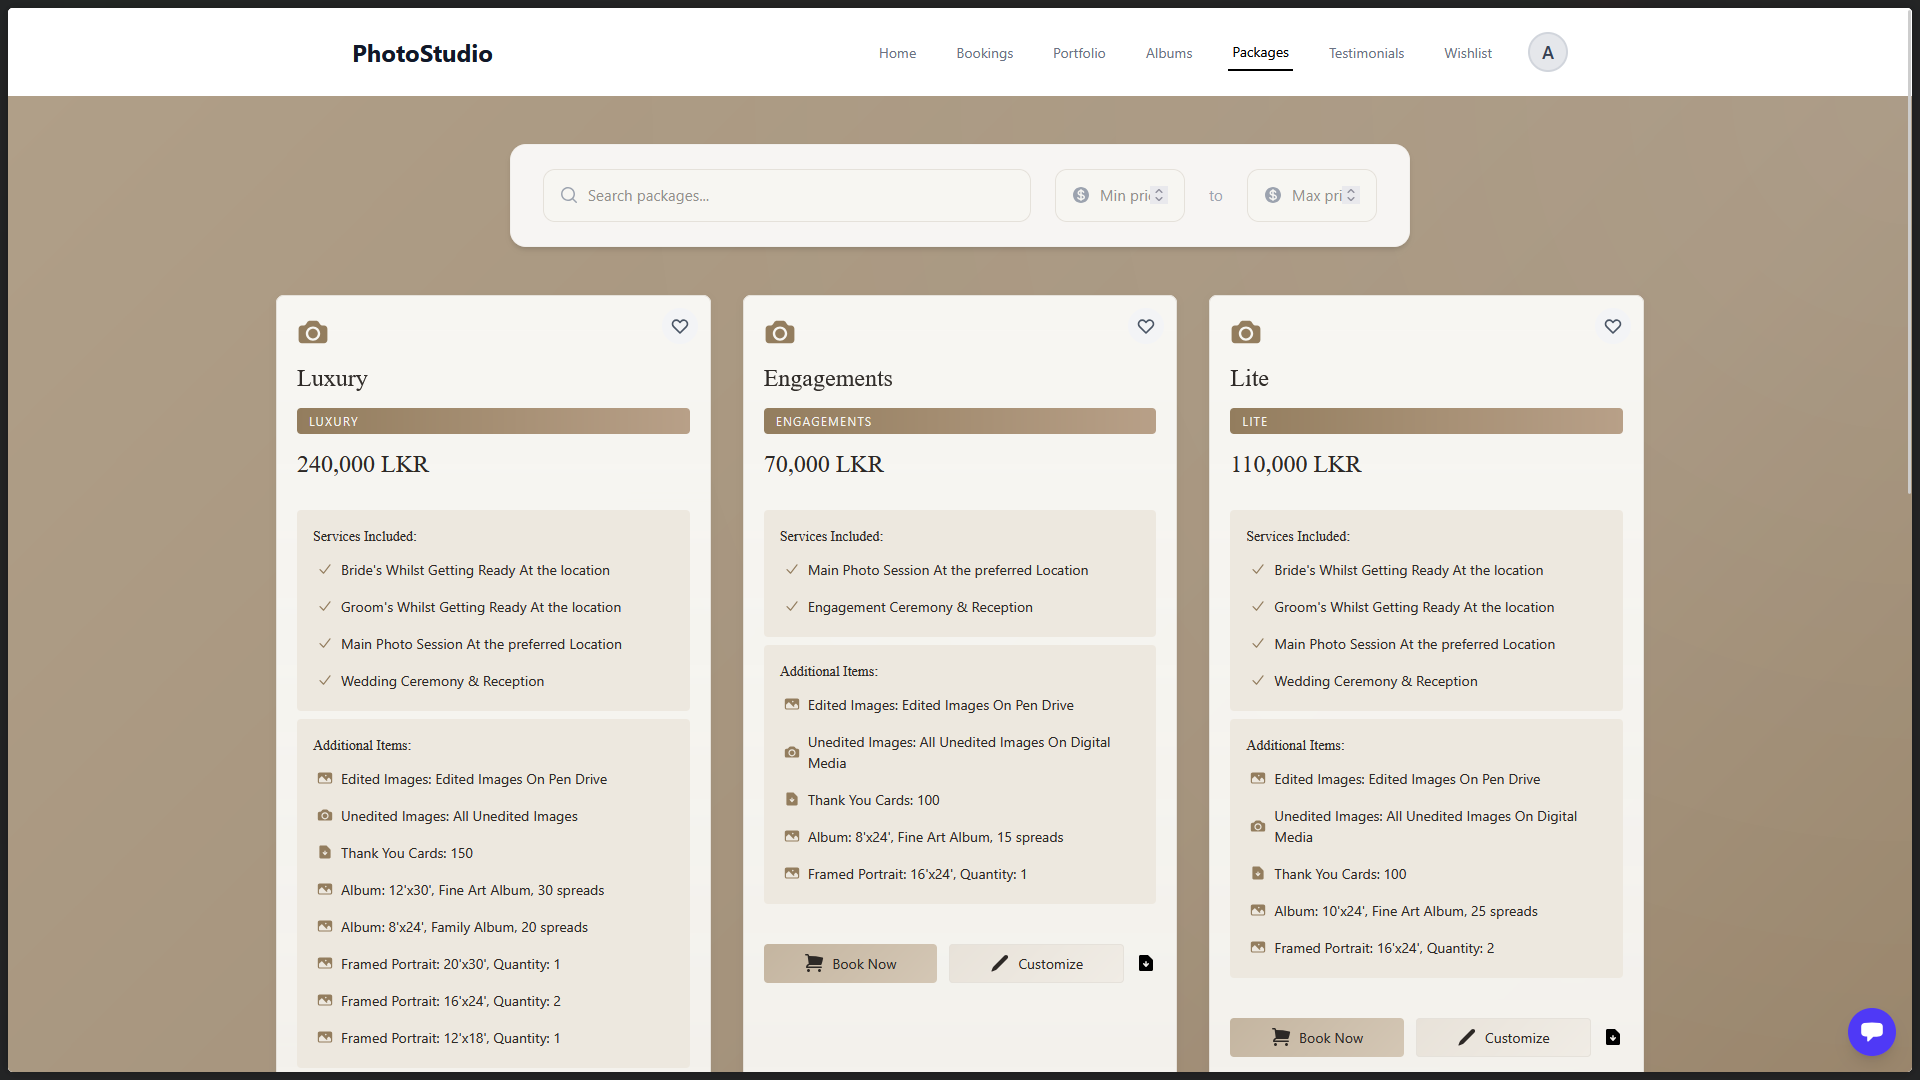 PhotoStudio
Home
Bookings
Portfolio
Albums
Packages
Testimonials
Wishlist
A
Search packages...
Min pri
to
Max pri
Luxury
LUXURY
240,000 LKR
Services Included:
Bride's Whilst Getting Ready At the location
Groom's Whilst Getting Ready At the location
Main Photo Session At the preferred Location
Wedding Ceremony & Reception
Additional Items:
Edited Images: Edited Images On Pen Drive
Unedited Images: All Unedited Images
Thank You Cards: 150
Album: 12'x30', Fine Art Album, 30 spreads
Album: 8'x24', Family Album, 20 spreads
Framed Portrait: 20'x30', Quantity: 1
Framed Portrait: 16'x24', Quantity: 2
Framed Portrait: 12'x18', Quantity: 1
Engagements
ENGAGEMENTS
70,000 LKR
Services Included:
Main Photo Session At the preferred Location
Engagement Ceremony & Reception
Additional Items:
Edited Images: Edited Images On Pen Drive
Unedited Images: All Unedited Images On Digital
Media
Thank You Cards: 100
Album: 8'x24', Fine Art Album, 15 spreads
Framed Portrait: 16'x24', Quantity: 1
Book Now
Customize
Lite
LITE
110,000 LKR
Services Included:
Bride's Whilst Getting Ready At the location
Groom's Whilst Getting Ready At the location
Main Photo Session At the preferred Location
Wedding Ceremony & Reception
Additional Items:
Edited Images: Edited Images On Pen Drive
Unedited Images: All Unedited Images On Digital
Media
Thank You Cards: 100
Album: 10'x24', Fine Art Album, 25 spreads
Framed Portrait: 16'x24', Quantity: 2
Book Now
Customize